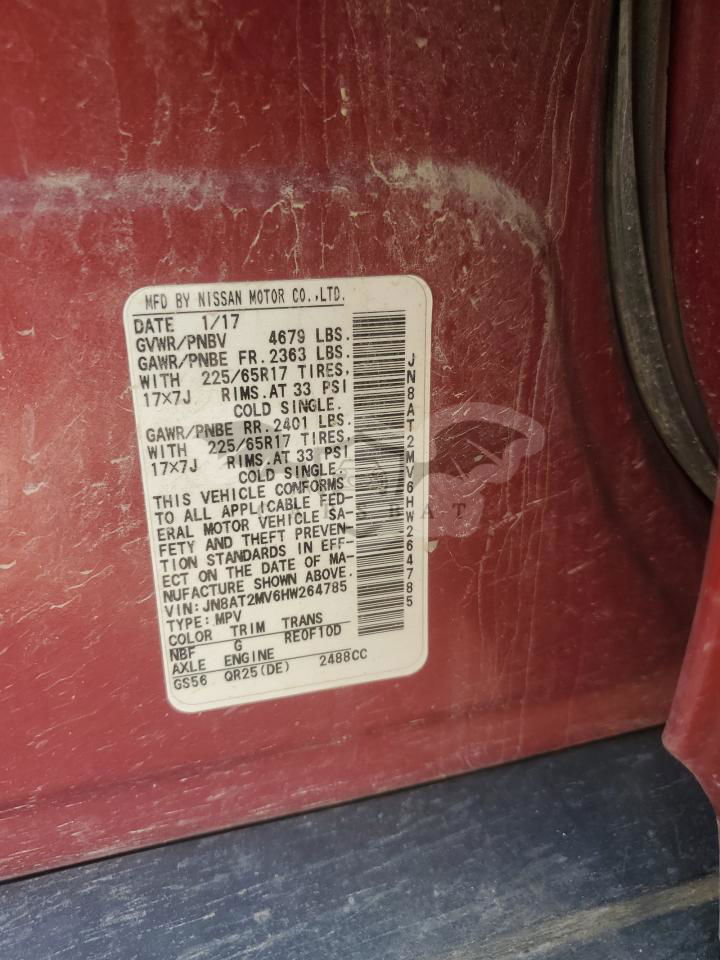 MFD BY NISSAN MOTOR CO.,LTD.
DATE 1/17
GVWR/PNBV 4679 LBS.
GAWR/PNBE FR. 2363 LBS.
WITH 225/65R17 TIRES,
17×7J RIMS.AT 33 PSI
COLD SINGLE.
GAWR/PNBE RR. 2401 LBS.
WITH 225/65R17 TIRES,
17×7J RIMS.AT 33 PSI
COLD SINGLE.
THIS VEHICLE CONFORMS
TO ALL APPLICABLE FED-
ERAL MOTOR VEHICLE SA-
FETY AND THEFT PREVEN-
TION STANDARDS IN EFF-
ECT ON THE DATE OF MA-
NUFACTURE SHOWN ABOVE.
VIN:JN8AT2MV6HW264785
TYPE:MPV
COLOR TRIM TRANS
NBF G RE0F10D
AXLE ENGINE
GS56 QR25(DE) 2488CC
JN8AT2MV6HW264785